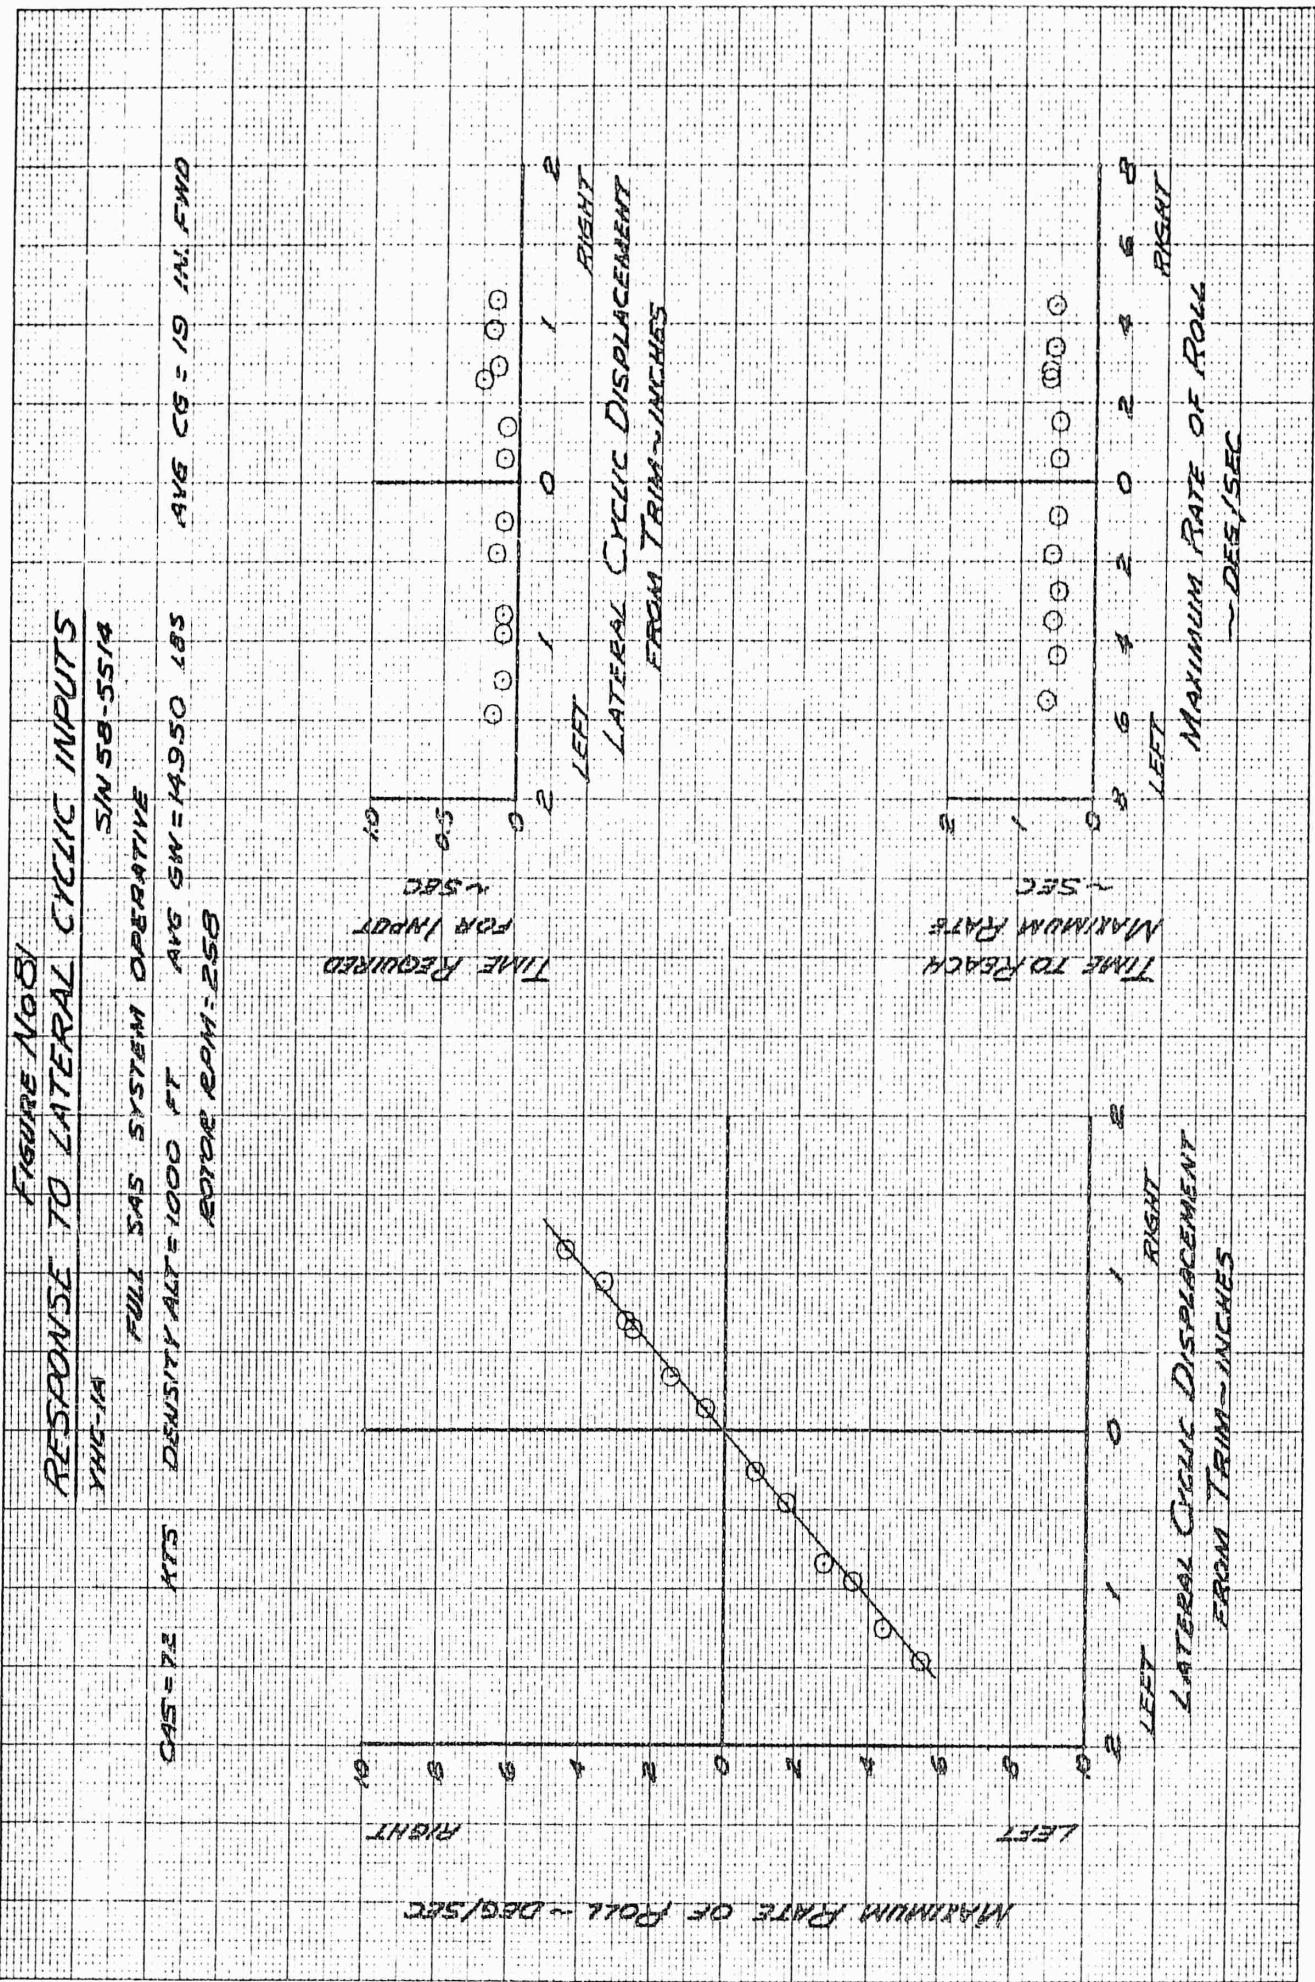 FIGURE NO 81
RESPONSE TO LATERAL CYCLIC INPUTS
YHC-1A S/N 58-5514
FULL SAS SYSTEM OPERATIVE
CAS=72 KTS DENSITY ALT=1000 FT AVG GW=14950 LBS AVG CG=19 IN. FWD
ROTOR RPM=258
MAXIMUM RATE OF ROLL ~ DEG/SEC
RIGHT
LEFT
10
8
6
4
2
0
2
4
6
8
10
2 1 0 1 2
LEFT RIGHT
LATERAL CYCLIC DISPLACEMENT
FROM TRIM ~ INCHES
TIME REQUIRED
FOR INPUT
~ SEC
1.0
0.5
0
2 1 0 1 2
LEFT RIGHT
LATERAL CYCLIC DISPLACEMENT
FROM TRIM ~ INCHES
TIME TO REACH
MAXIMUM RATE
~ SEC
2
1
0
8 6 4 2 0 2 4 6 8
LEFT RIGHT
MAXIMUM RATE OF ROLL
~ DEG/SEC